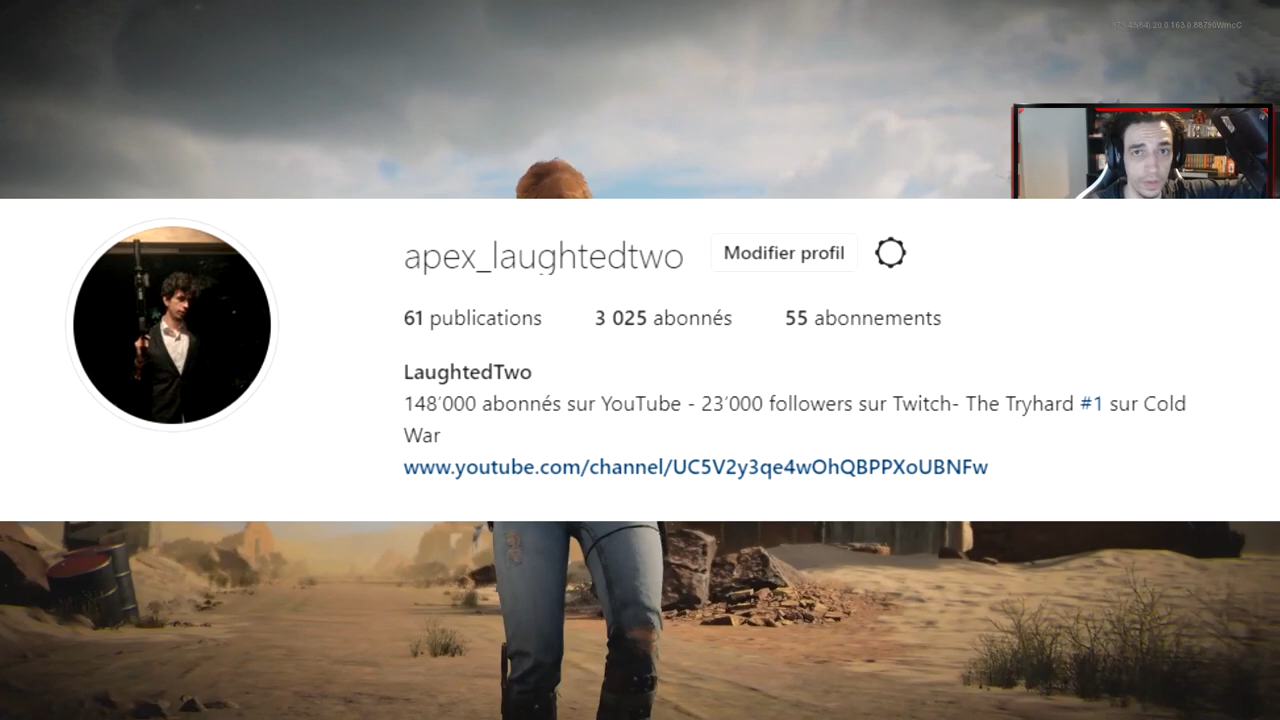 apex_laughtedtwo Modifier profil
61 publications 3 025 abonnés 55 abonnements
LaughtedTwo
148'000 abonnés sur YouTube - 23'000 followers sur Twitch- The Tryhard #1 sur Cold
War
www.youtube.com/channel/UC5V2y3qe4wOhQBPPXoUBNFw